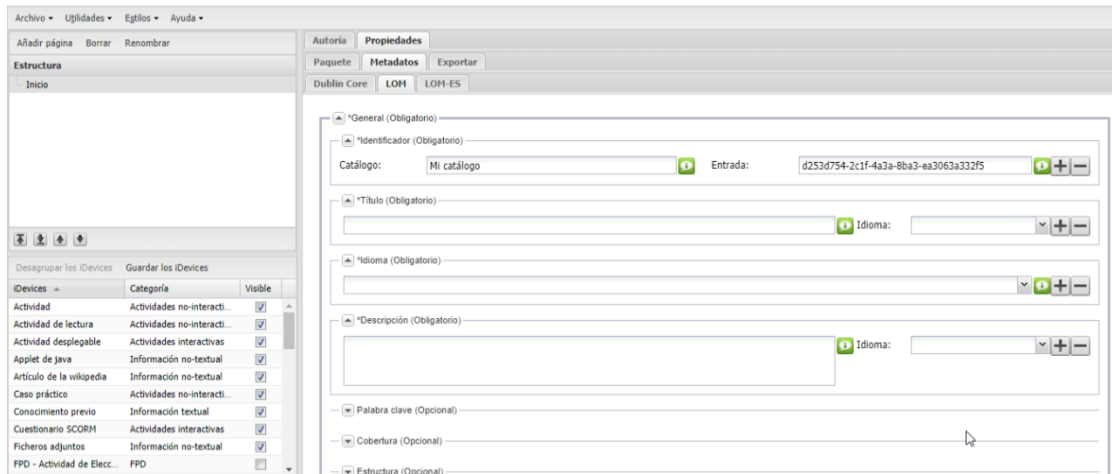 Archivo Utilidades Estilos Ayuda
Añadir página Borrar Renombrar
Estructura
Inicio
Desagrupar los iDevices Guardar los iDevices
iDevices Categoría Visible
Actividad Actividades no-interacti...
Actividad de lectura Actividades no-interacti...
Actividad desplegable Actividades interactivas
Applet de java Información no-textual
Artículo de la wikipedia Información no-textual
Caso práctico Actividades no-interacti...
Conocimiento previo Información textual
Cuestionario SCORM Actividades interactivas
Ficheros adjuntos Información no-textual
FPD - Actividad de Elecc... FPD
Autoría Propiedades
Paquete Metadatos Exportar
Dublin Core LOM LOM-ES
*General (Obligatorio)
*Identificador (Obligatorio)
Catálogo: Mi catálogo Entrada: d253d754-2c1f-4a3a-8ba3-ea3063a332f5
*Título (Obligatorio)
Idioma:
*Idioma (Obligatorio)
*Descripción (Obligatorio)
Idioma:
Palabra clave (Opcional)
Cobertura (Opcional)
Estructura (Opcional)